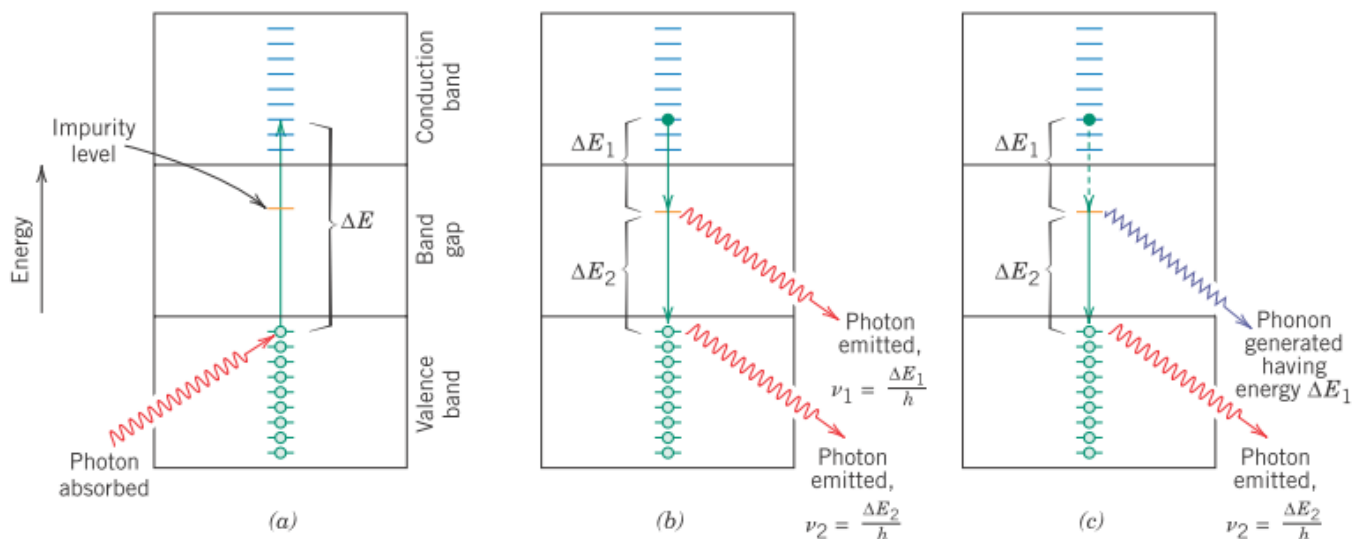 Energy
Impurity
level
ΔE
Conduction
band
Band
gap
Valence
band
Photon
absorbed
(a)
ΔE1
ΔE2
Photon
emitted,
ν1 = ΔE1/h
Photon
emitted,
ν2 = ΔE2/h
(b)
ΔE1
ΔE2
Phonon
generated
having
energy ΔE1
Photon
emitted,
ν2 = ΔE2/h
(c)